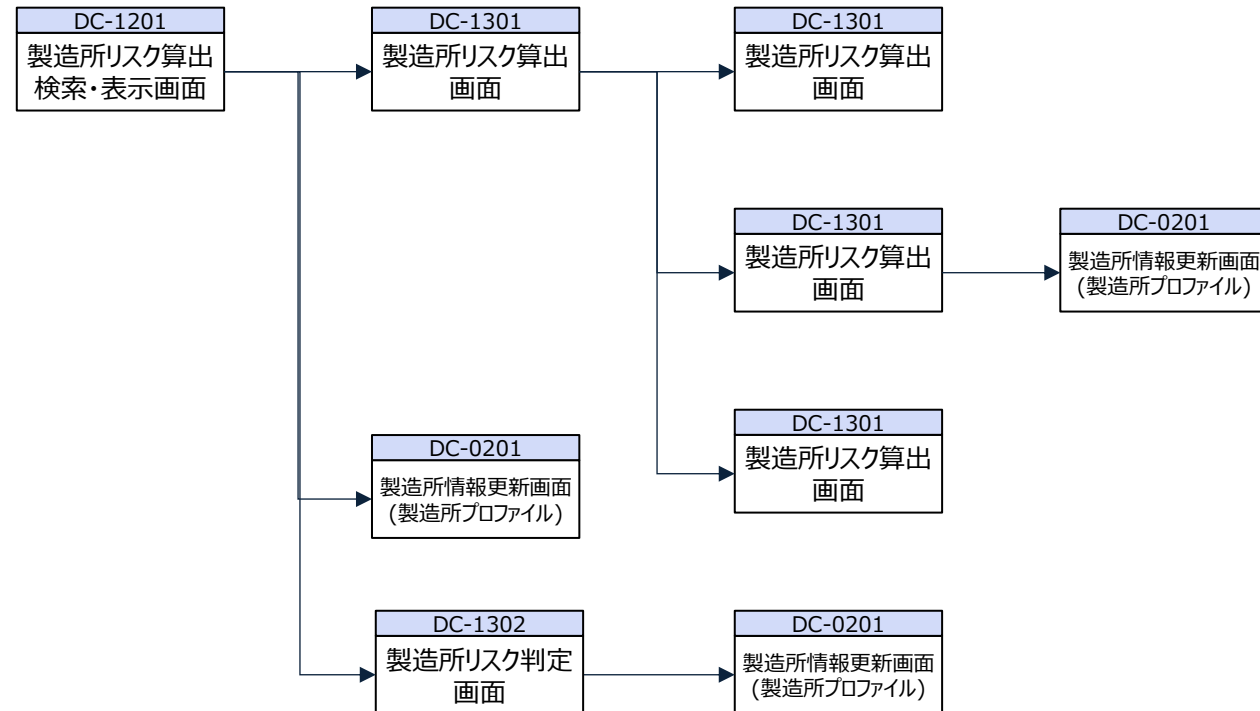 DC-1201
製造所リスク算出
検索・表示画面
DC-1301
製造所リスク算出
画面
DC-1301
製造所リスク算出
画面
DC-1301
製造所リスク算出
画面
DC-0201
製造所情報更新画面
(製造所プロファイル)
DC-1301
製造所リスク算出
画面
DC-0201
製造所情報更新画面
(製造所プロファイル)
DC-1302
製造所リスク判定
画面
DC-0201
製造所情報更新画面
(製造所プロファイル)